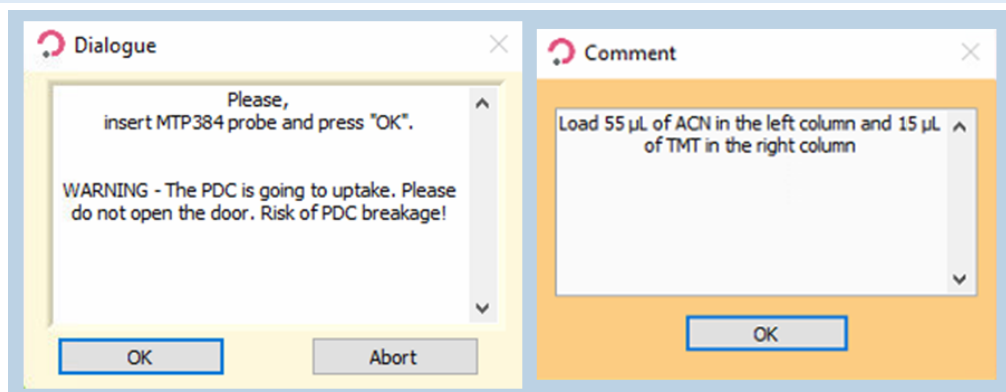 Dialogue
Please,
insert MTP384 probe and press "OK".
WARNING - The PDC is going to uptake. Please
do not open the door. Risk of PDC breakage!
OK
Abort
Comment
Load 55 µL of ACN in the left column and 15 µL
of TMT in the right column
OK